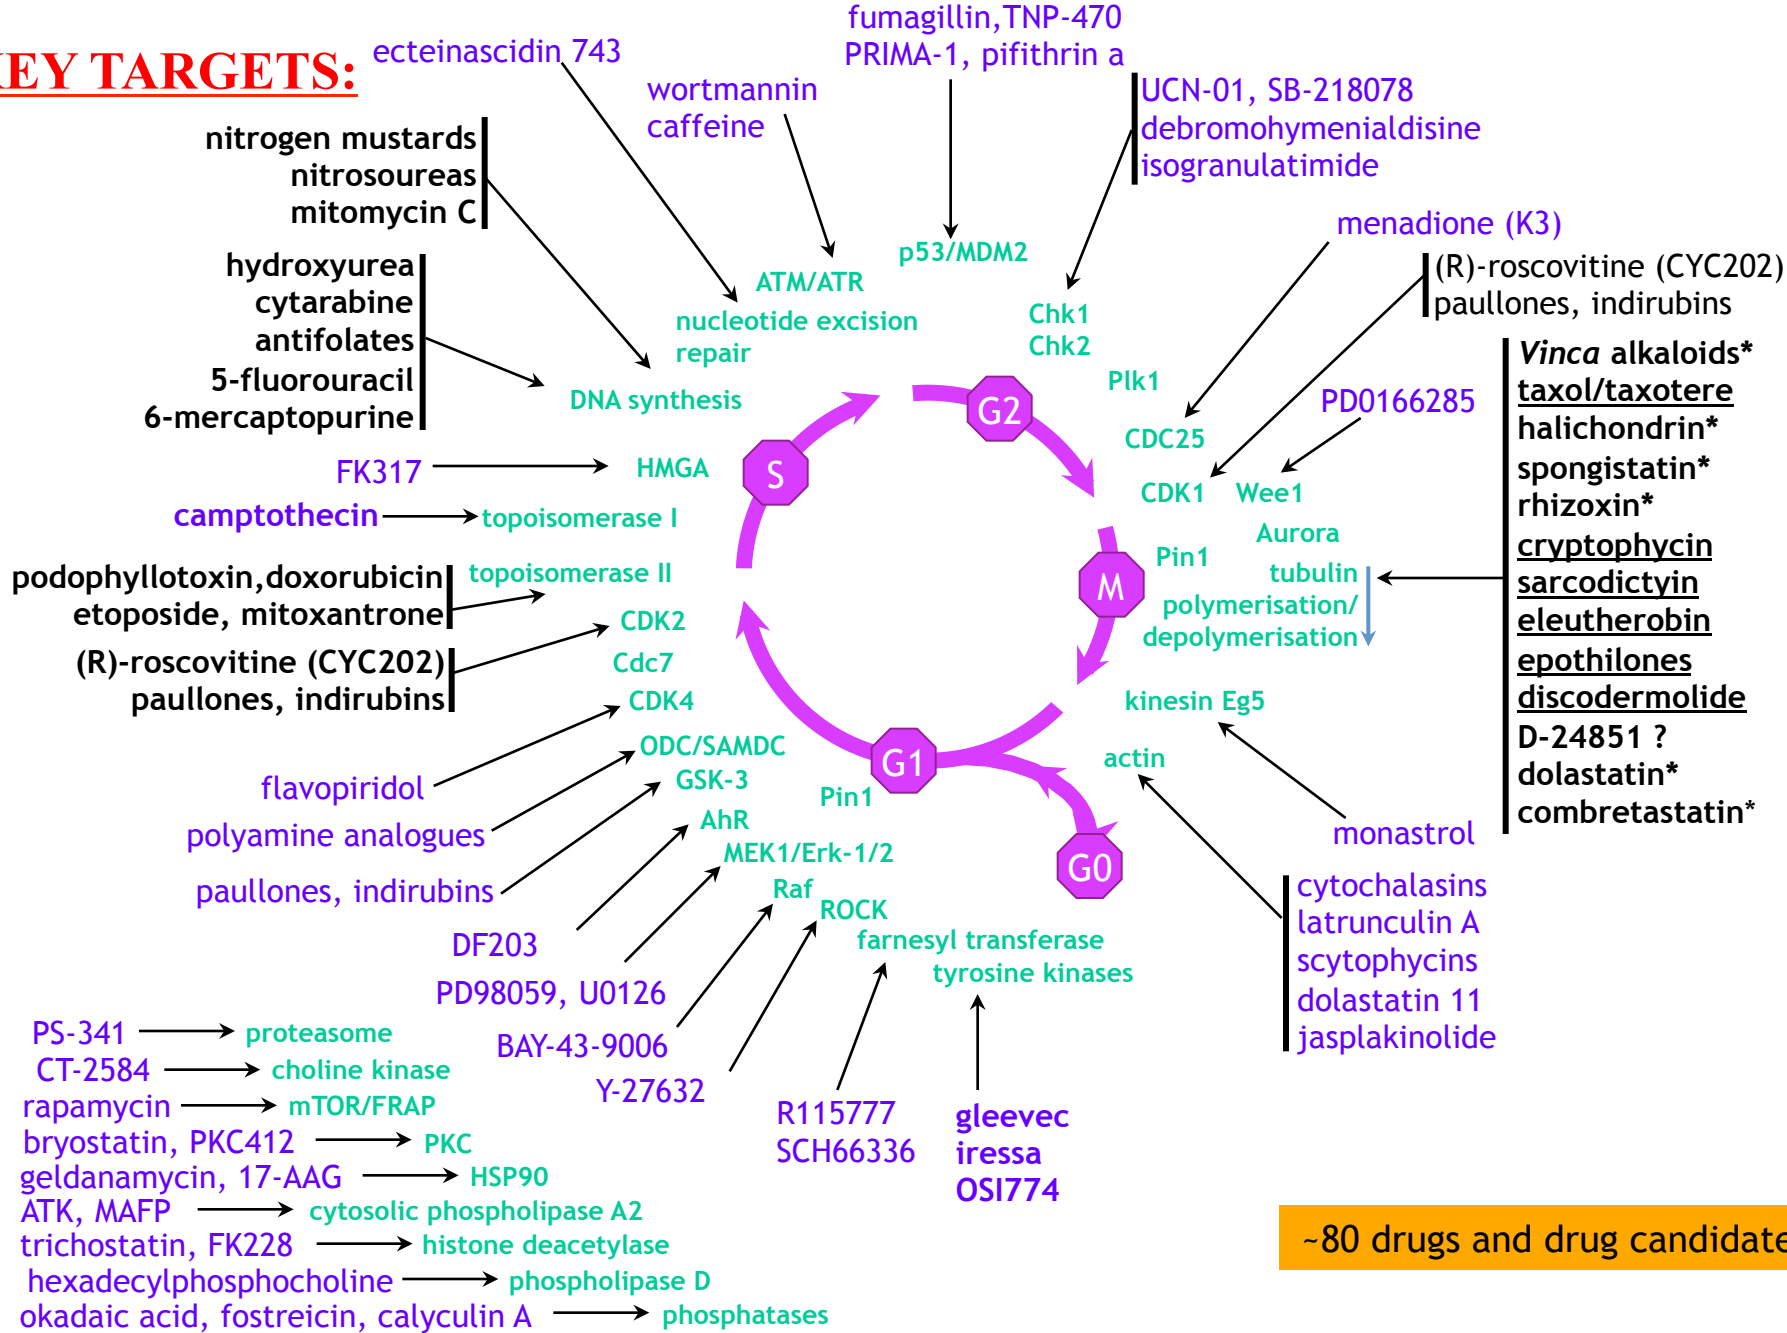 KEY TARGETS:
ecteinascidin 743
fumagillin,TNP-470
PRIMA-1, pifithrin a
wortmannin
caffeine
UCN-01, SB-218078
debromohymenialdisine
isogranulatimide
nitrogen mustards
nitrosoureas
mitomycin C
menadione (K3)
hydroxyurea
cytarabine
antifolates
5-fluorouracil
6-mercaptopurine
(R)-roscovitine (CYC202)
paullones, indirubins
p53/MDM2
ATM/ATR
nucleotide excision
repair
DNA synthesis
Chk1
Chk2
Plk1
CDC25
PD0166285
CDK1
Wee1
Aurora
Pin1
tubulin
polymerisation/
depolymerisation
Vinca alkaloids*
taxol/taxotere
halichondrin*
spongistatin*
rhizoxin*
cryptophycin
sarcodictyin
eleutherobin
epothilones
discodermolide
D-24851 ?
dolastatin*
combretastatin*
FK317
HMGA
camptothecin
topoisomerase I
podophyllotoxin,doxorubicin
etoposide, mitoxantrone
topoisomerase II
(R)-roscovitine (CYC202)
paullones, indirubins
CDK2
Cdc7
CDK4
ODC/SAMDC
GSK-3
AhR
Pin1
MEK1/Erk-1/2
Raf
ROCK
farnesyl transferase
tyrosine kinases
S
G2
M
G1
G0
kinesin Eg5
actin
monastrol
cytochalasins
latrunculin A
scytophycins
dolastatin 11
jasplakinolide
flavopiridol
polyamine analogues
paullones, indirubins
DF203
PD98059, U0126
BAY-43-9006
Y-27632
R115777
SCH66336
gleevec
iressa
OSI774
PS-341
proteasome
CT-2584
choline kinase
rapamycin
mTOR/FRAP
bryostatin, PKC412
PKC
geldanamycin, 17-AAG
HSP90
ATK, MAFP
cytosolic phospholipase A2
trichostatin, FK228
histone deacetylase
hexadecylphosphocholine
phospholipase D
okadaic acid, fostreicin, calyculin A
phosphatases
~80 drugs and drug candidate